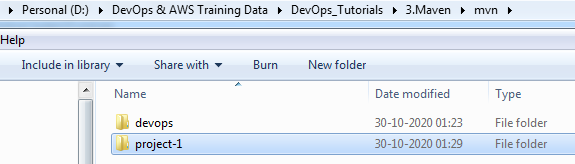 Personal (D:) ▸ DevOps & AWS Training Data ▸ DevOps_Tutorials ▸ 3.Maven ▸ mvn ▸
Help
Include in library Share with Burn New folder
Name Date modified Type
devops 30-10-2020 01:23 File folder
project-1 30-10-2020 01:29 File folder